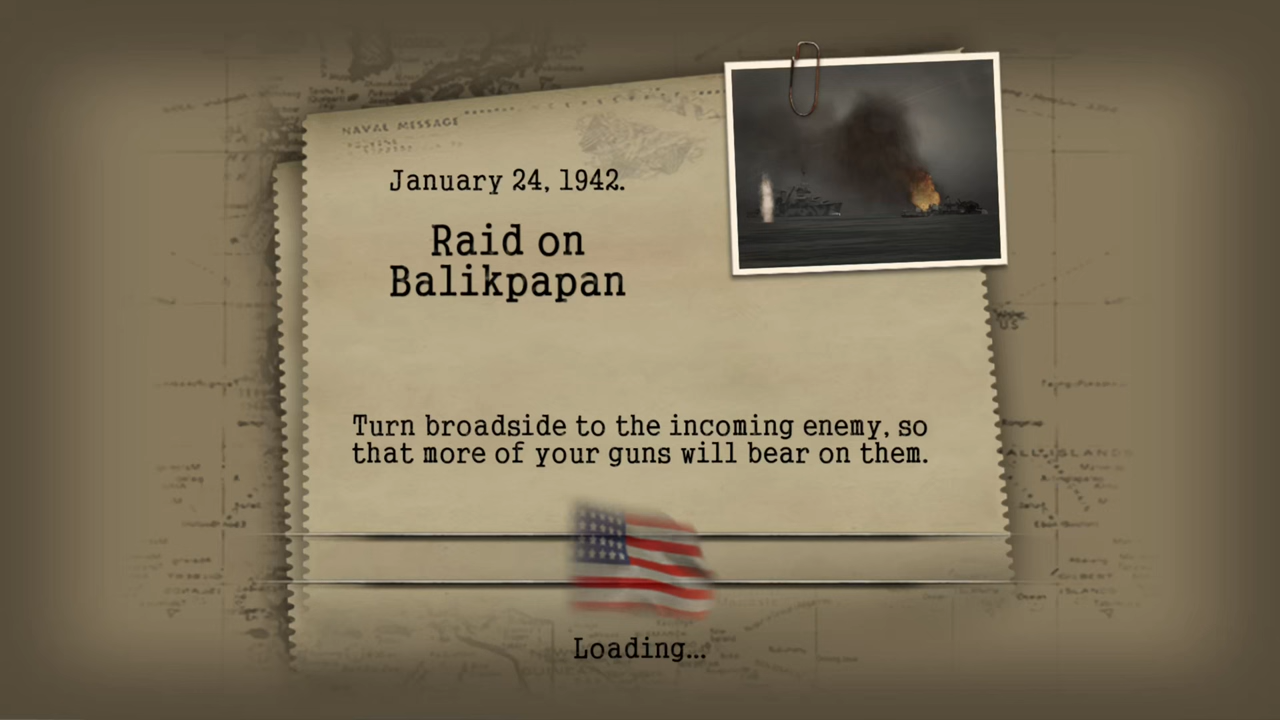 NAVAL MESSAGE
January 24, 1942.
Raid on
Balikpapan
Turn broadside to the incoming enemy, so
that more of your guns will bear on them.
Loading...